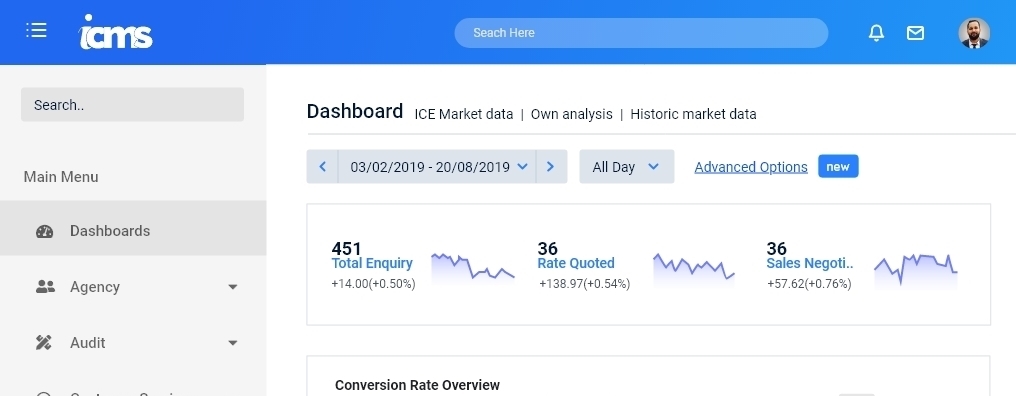 icms
Seach Here
Search..
Main Menu
Dashboards
Agency
Audit
Dashboard ICE Market data | Own analysis | Historic market data
03/02/2019 - 20/08/2019 All Day Advanced Options new
451 36 36
Total Enquiry Rate Quoted Sales Negoti..
+14.00(+0.50%) +138.97(+0.54%) +57.62(+0.76%)
Conversion Rate Overview